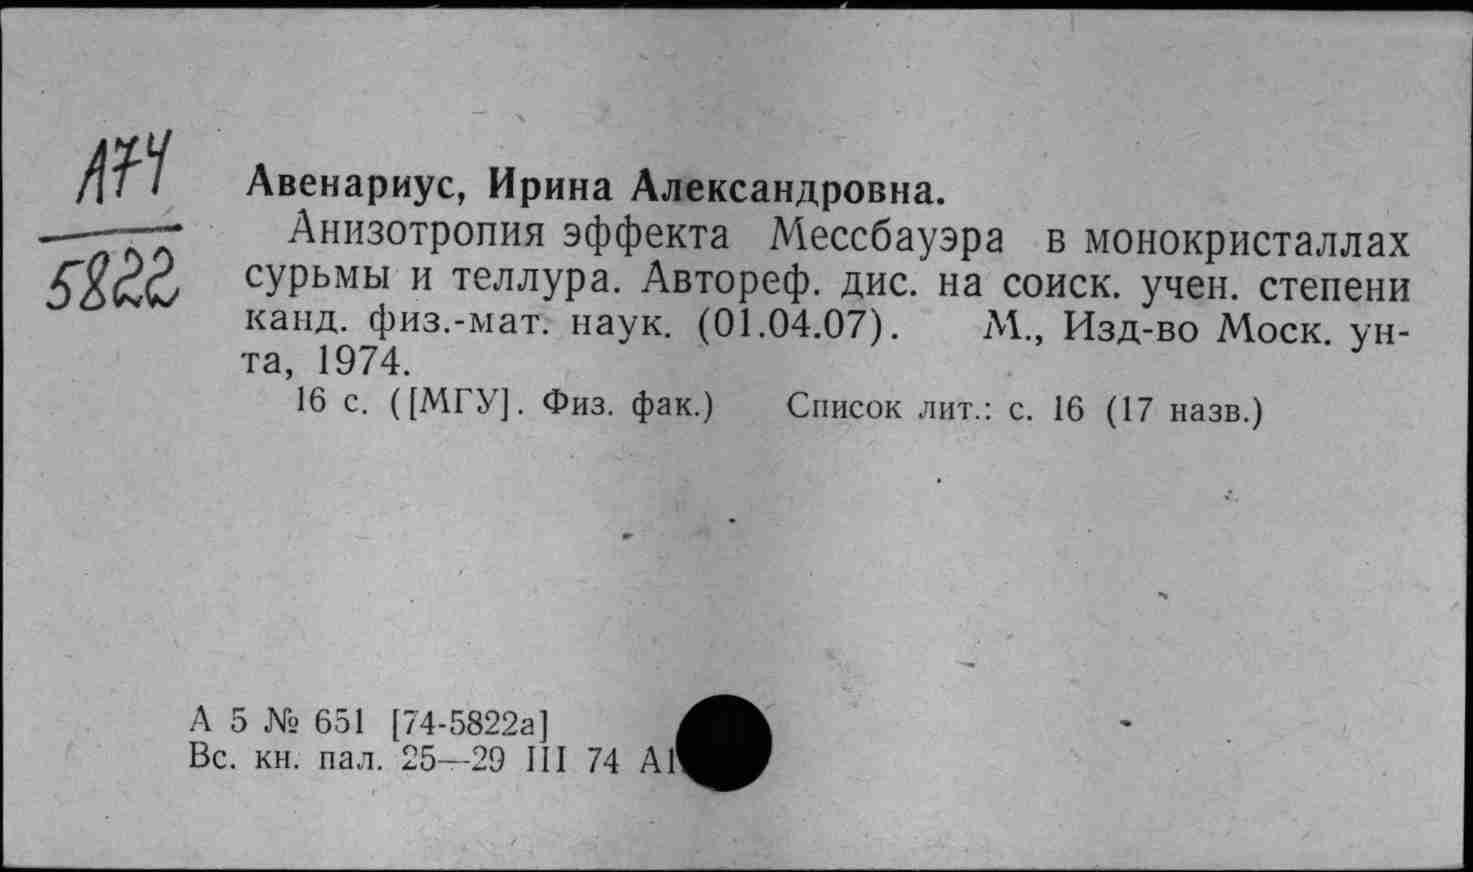 А74
5822
Авенариус, Ирина Александровна.
Анизотропия эффекта Мессбауэра в монокристаллах
сурьмы и теллура. Автореф. дис. на соиск. учен. степени
канд. физ.-мат. наук. (01.04.07). М., Изд-во Моск. ун-
та, 1974.
16 с. ([МГУ]. Физ. фак.) Список лит.: с. 16 (17 назв.)
А 5 № 651 [74-5822а]
Вс. кн. пал. 25—29 III 74